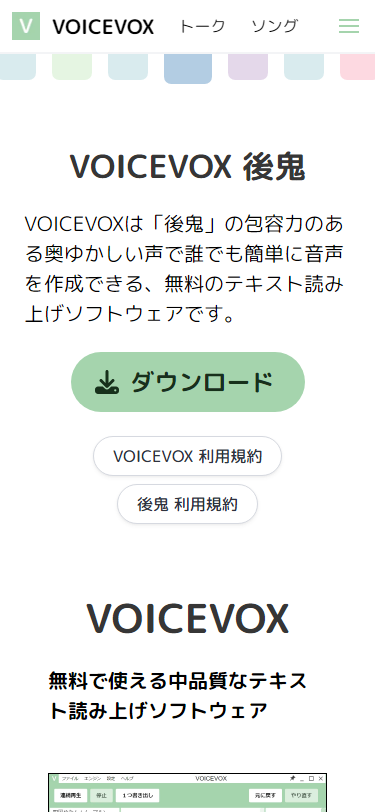 V VOICEVOX トーク ソング
VOICEVOX 後鬼
VOICEVOXは「後鬼」の包容力のあ
る奥ゆかしい声で誰でも簡単に音声
を作成できる、無料のテキスト読み
上げソフトウェアです。
ダウンロード
VOICEVOX 利用規約
後鬼 利用規約
VOICEVOX
無料で使える中品質なテキス
ト読み上げソフトウェア
V ファイル エンジン 設定 ヘルプ VOICEVOX
連続再生 停止 1つ書き出し 元に戻す やり直す